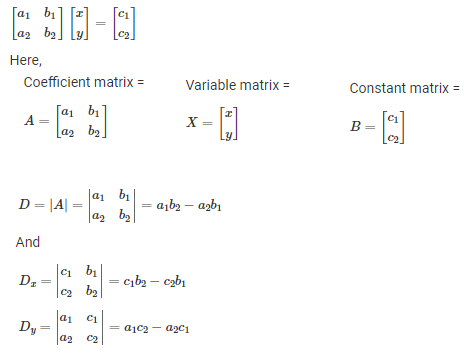 [a₁ b₁] [x] = [c₁]
[a₂ b₂] [y] [c₂]
Here,
Coefficient matrix = Variable matrix = Constant matrix =
A = [a₁ b₁; a₂ b₂] X = [x; y] B = [c₁; c₂]
D = |A| = |a₁ b₁; a₂ b₂| = a₁b₂ − a₂b₁
And
Dₓ = |c₁ b₁; c₂ b₂| = c₁b₂ − c₂b₁
D_y = |a₁ c₁; a₂ c₂| = a₁c₂ − a₂c₁